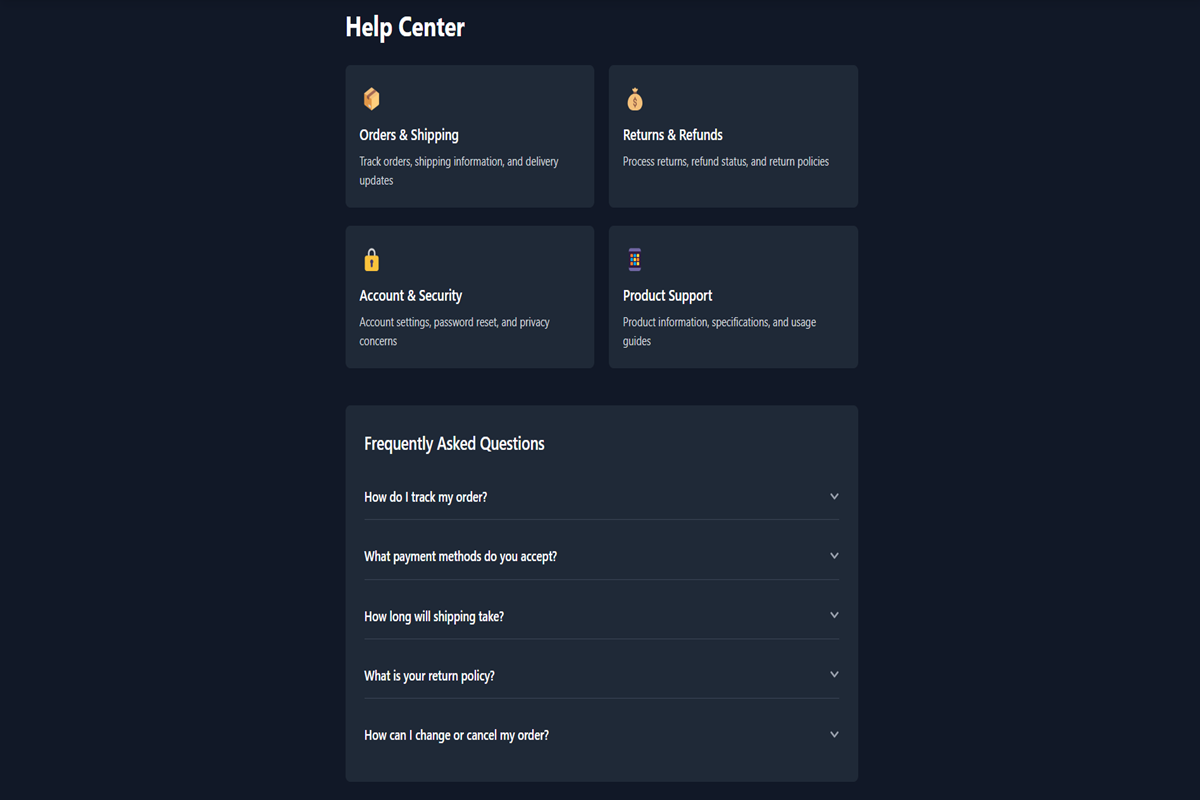 Help Center
Orders & Shipping
Track orders, shipping information, and delivery
updates
Returns & Refunds
Process returns, refund status, and return policies
Account & Security
Account settings, password reset, and privacy
concerns
Product Support
Product information, specifications, and usage
guides
Frequently Asked Questions
How do I track my order?
What payment methods do you accept?
How long will shipping take?
What is your return policy?
How can I change or cancel my order?